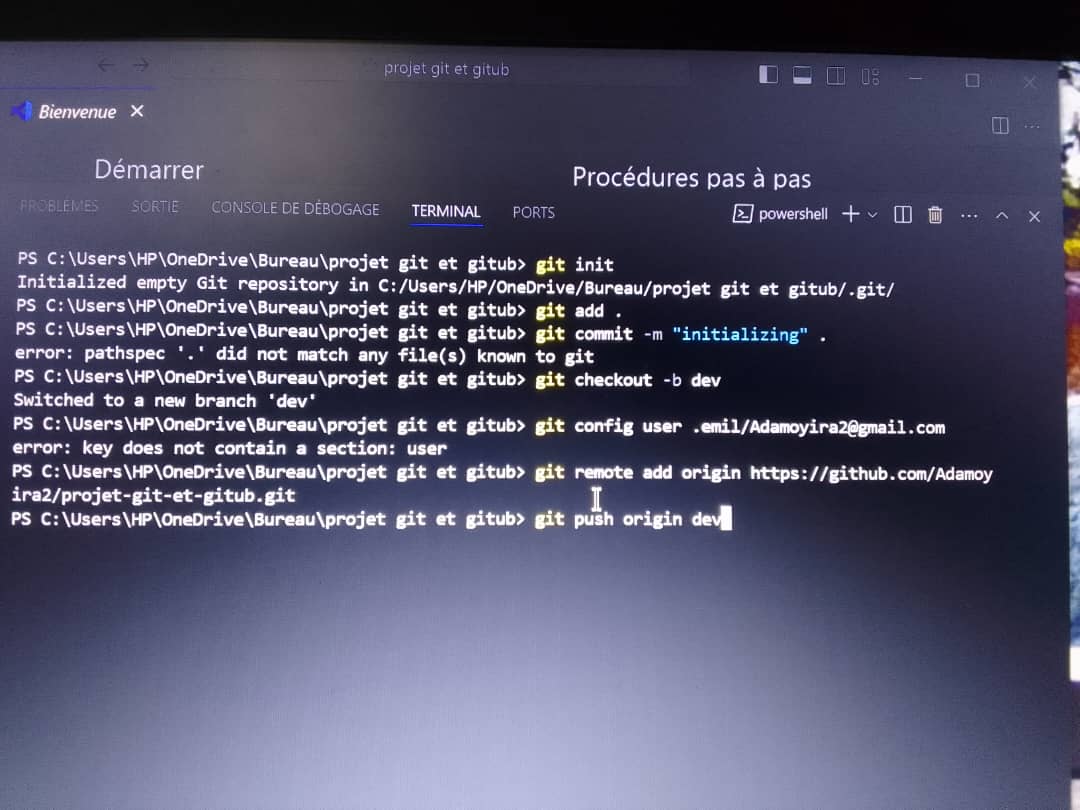 projet git et gitub
Bienvenue
Démarrer
Procédures pas à pas
PROBLÈMES SORTIE CONSOLE DE DÉBOGAGE TERMINAL PORTS powershell
PS C:\Users\HP\OneDrive\Bureau\projet git et gitub> git init
Initialized empty Git repository in C:/Users/HP/OneDrive/Bureau/projet git et gitub/.git/
PS C:\Users\HP\OneDrive\Bureau\projet git et gitub> git add .
PS C:\Users\HP\OneDrive\Bureau\projet git et gitub> git commit -m "initializing" .
error: pathspec '.' did not match any file(s) known to git
PS C:\Users\HP\OneDrive\Bureau\projet git et gitub> git checkout -b dev
Switched to a new branch 'dev'
PS C:\Users\HP\OneDrive\Bureau\projet git et gitub> git config user .emil/Adamoyira2@gmail.com
error: key does not contain a section: user
PS C:\Users\HP\OneDrive\Bureau\projet git et gitub> git remote add origin https://github.com/Adamoy
ira2/projet-git-et-gitub.git
PS C:\Users\HP\OneDrive\Bureau\projet git et gitub> git push origin dev